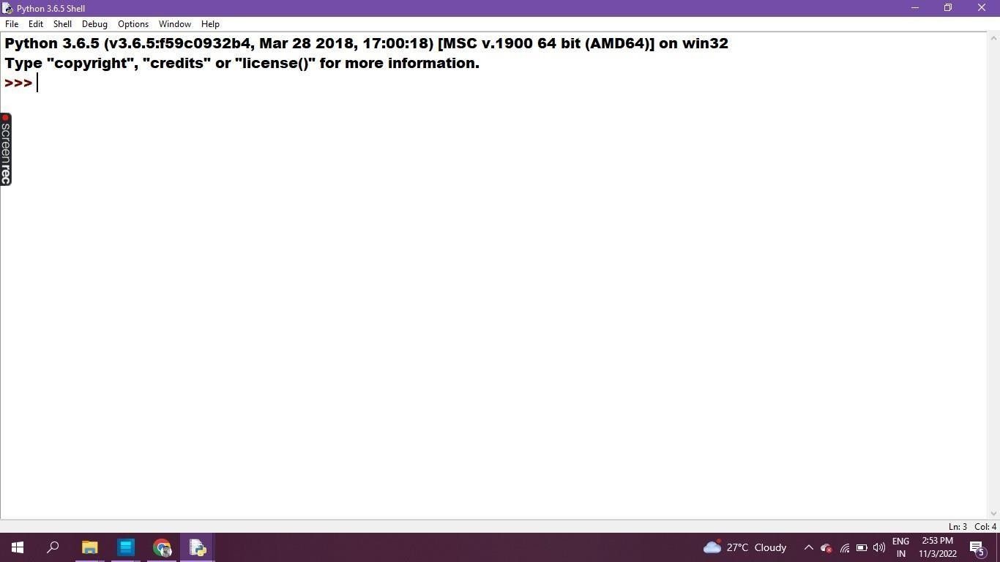 Python 3.6.5 Shell
File Edit Shell Debug Options Window Help
Python 3.6.5 (v3.6.5:f59c0932b4, Mar 28 2018, 17:00:18) [MSC v.1900 64 bit (AMD64)] on win32
Type "copyright", "credits" or "license()" for more information.
>>>
screenrec
Ln: 3 Col: 4
27°C Cloudy
ENG
IN
2:53 PM
11/3/2022
5